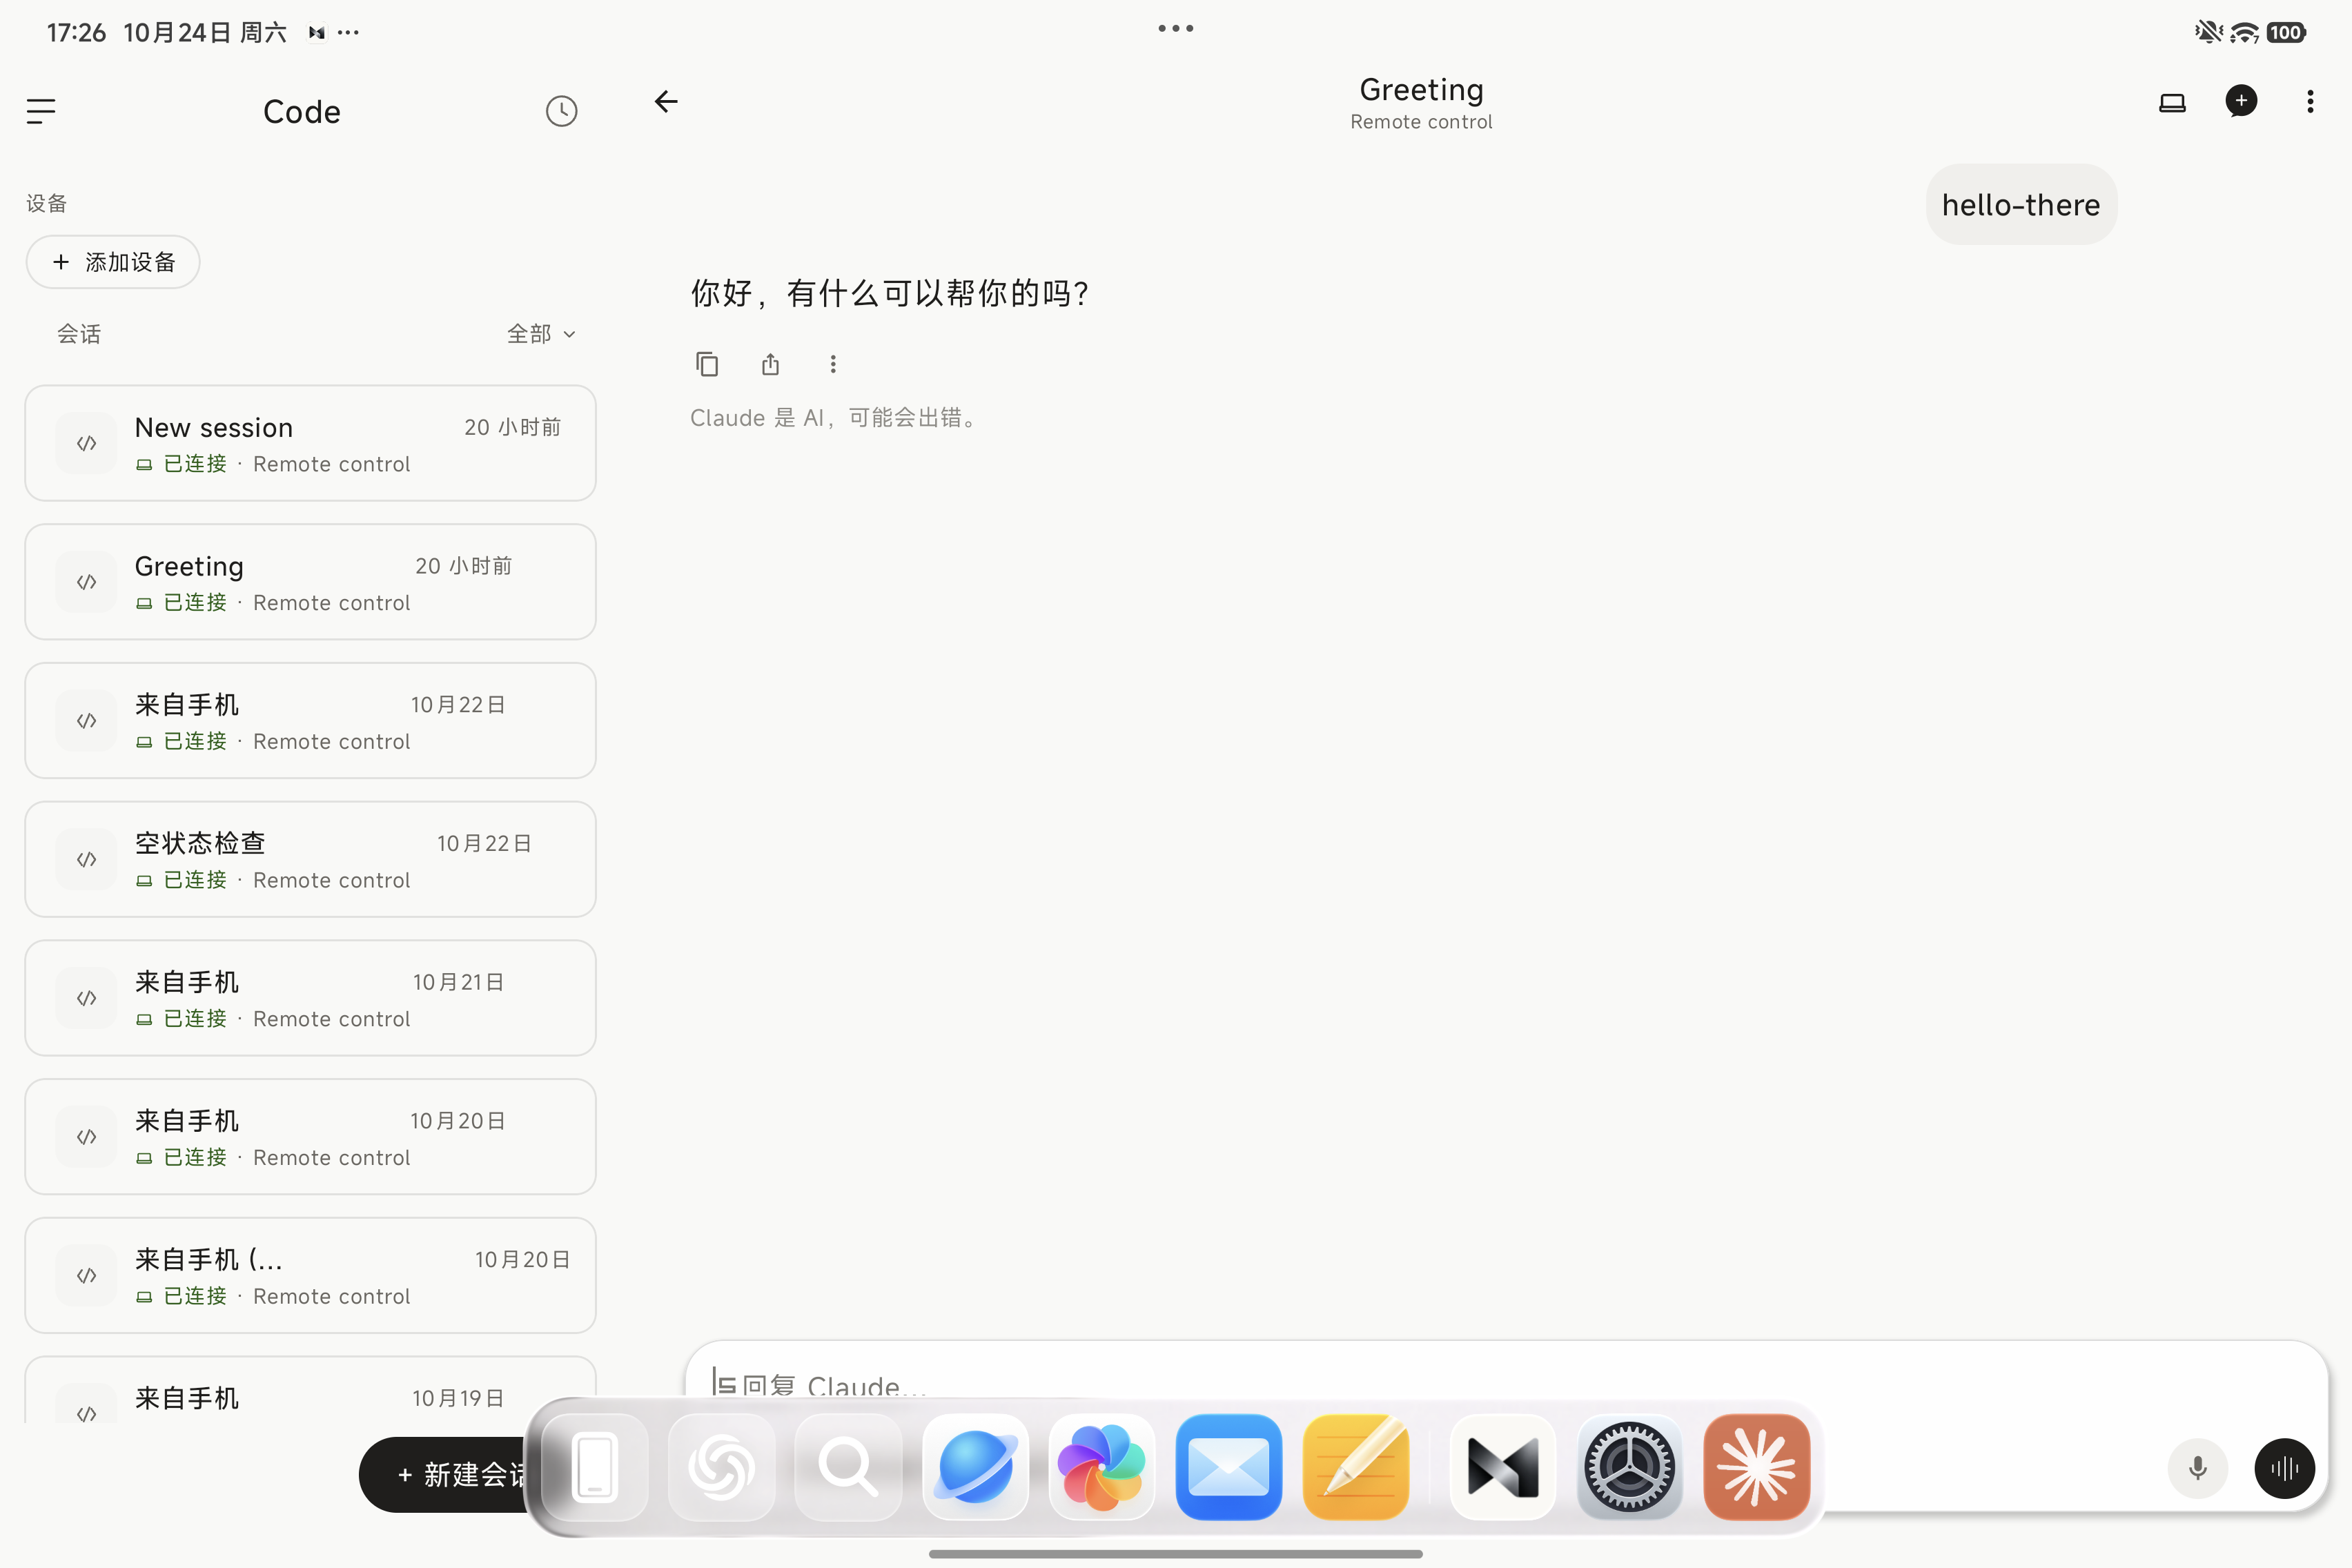 17:26 10月24日 周六
100
Code
设备
+ 添加设备
会话 全部
New session 20 小时前
已连接 · Remote control
Greeting 20 小时前
已连接 · Remote control
来自手机 10月22日
已连接 · Remote control
空状态检查 10月22日
已连接 · Remote control
来自手机 10月21日
已连接 · Remote control
来自手机 10月20日
已连接 · Remote control
来自手机 (... 10月20日
已连接 · Remote control
来自手机 10月19日
+ 新建会话
Greeting
Remote control
hello-there
你好，有什么可以帮你的吗？
Claude 是 AI，可能会出错。
回复 Claude...